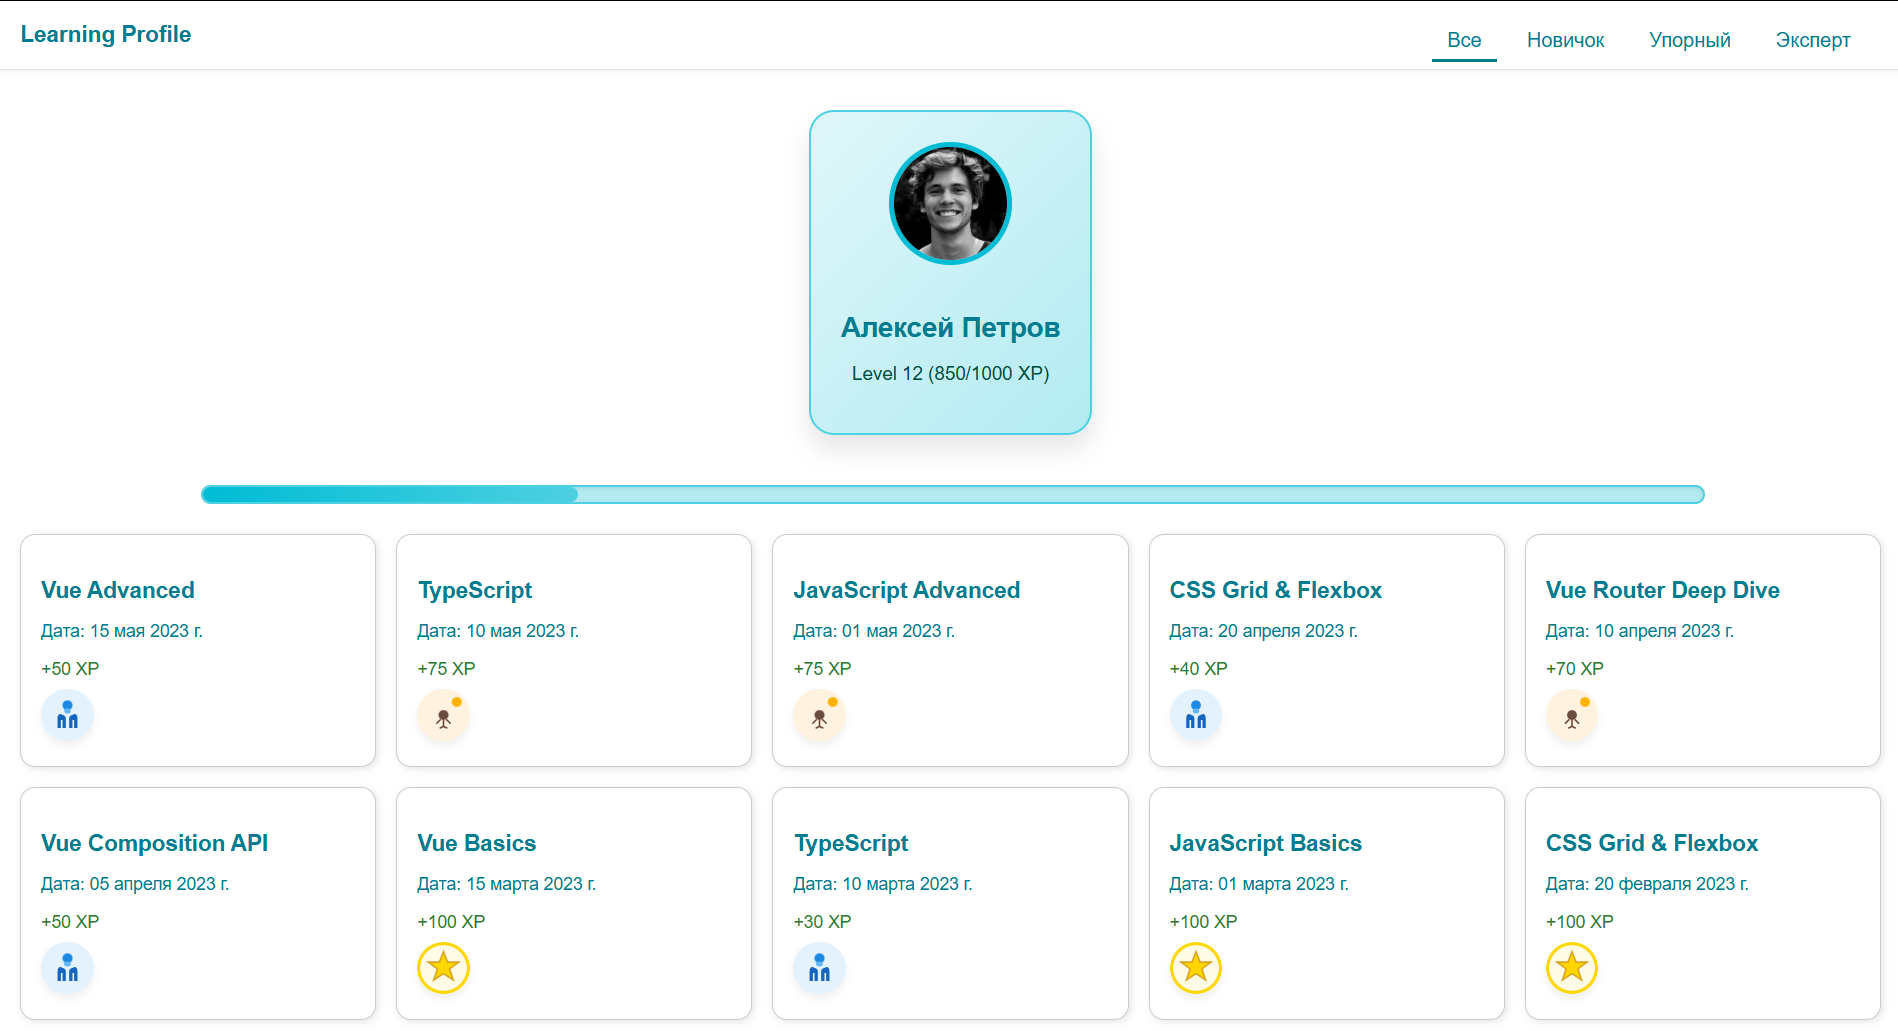 Learning Profile
Все
Новичок
Упорный
Эксперт
Алексей Петров
Level 12 (850/1000 XP)
Vue Advanced
Дата: 15 мая 2023 г.
+50 XP
TypeScript
Дата: 10 мая 2023 г.
+75 XP
JavaScript Advanced
Дата: 01 мая 2023 г.
+75 XP
CSS Grid & Flexbox
Дата: 20 апреля 2023 г.
+40 XP
Vue Router Deep Dive
Дата: 10 апреля 2023 г.
+70 XP
Vue Composition API
Дата: 05 апреля 2023 г.
+50 XP
Vue Basics
Дата: 15 марта 2023 г.
+100 XP
TypeScript
Дата: 10 марта 2023 г.
+30 XP
JavaScript Basics
Дата: 01 марта 2023 г.
+100 XP
CSS Grid & Flexbox
Дата: 20 февраля 2023 г.
+100 XP